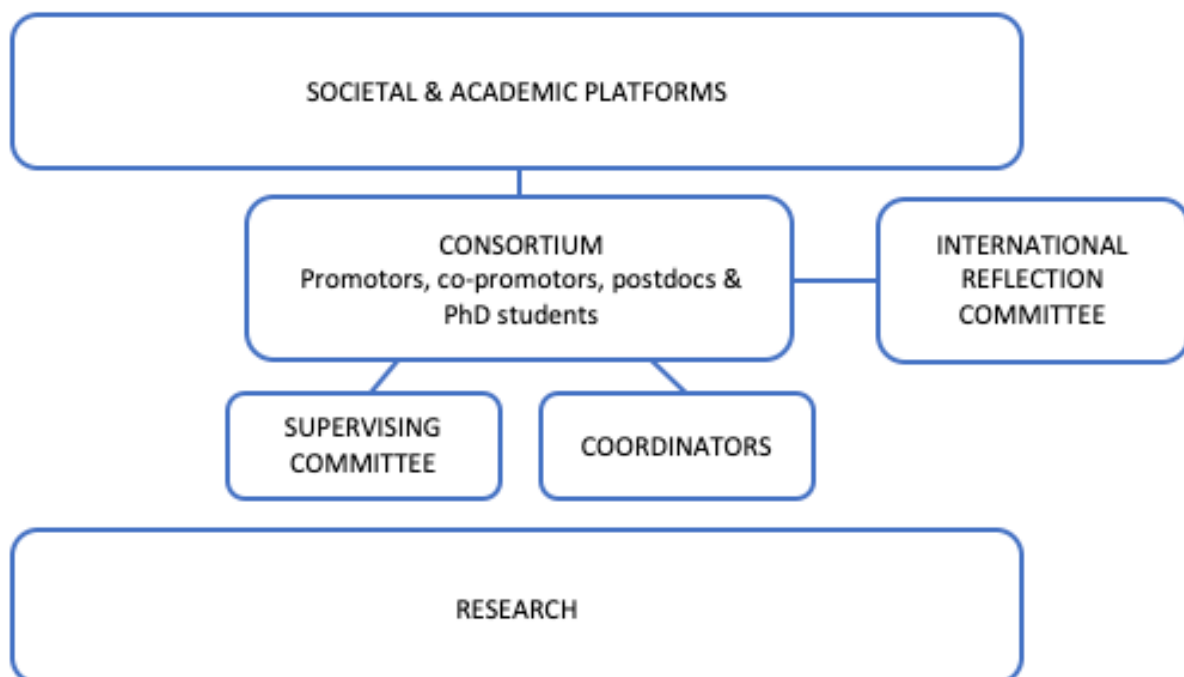 SOCIETAL & ACADEMIC PLATFORMS
CONSORTIUM
Promotors, co-promotors, postdocs &
PhD students
INTERNATIONAL
REFLECTION
COMMITTEE
SUPERVISING
COMMITTEE
COORDINATORS
RESEARCH